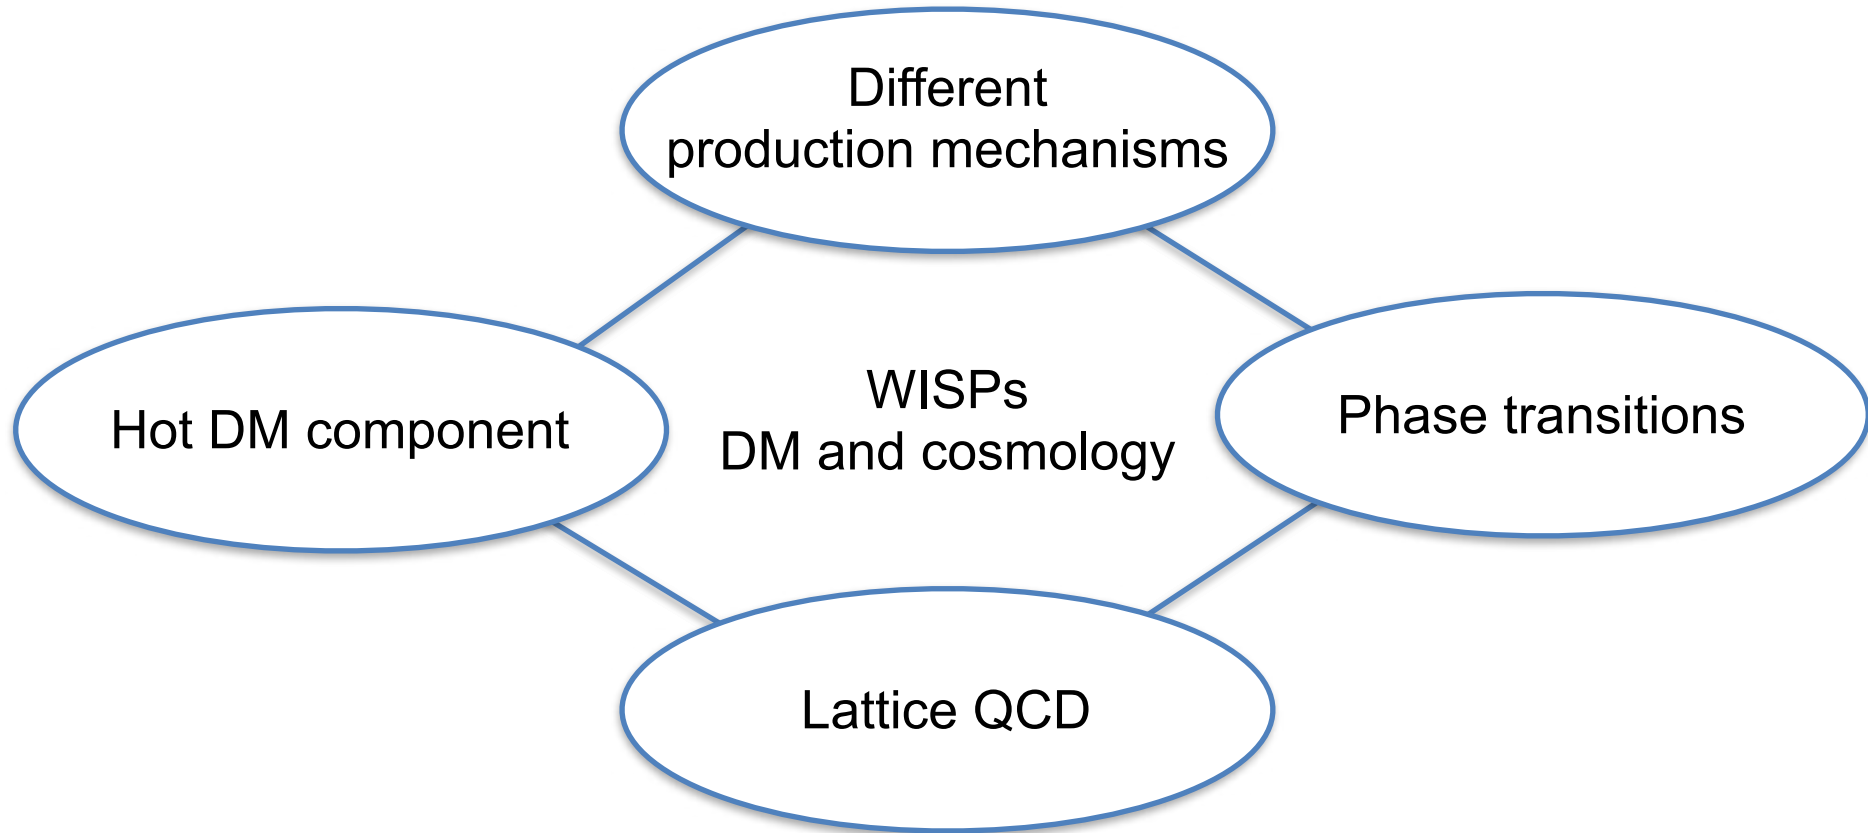 Different
production mechanisms
WISPs
DM and cosmology
Hot DM component
Phase transitions
Lattice QCD